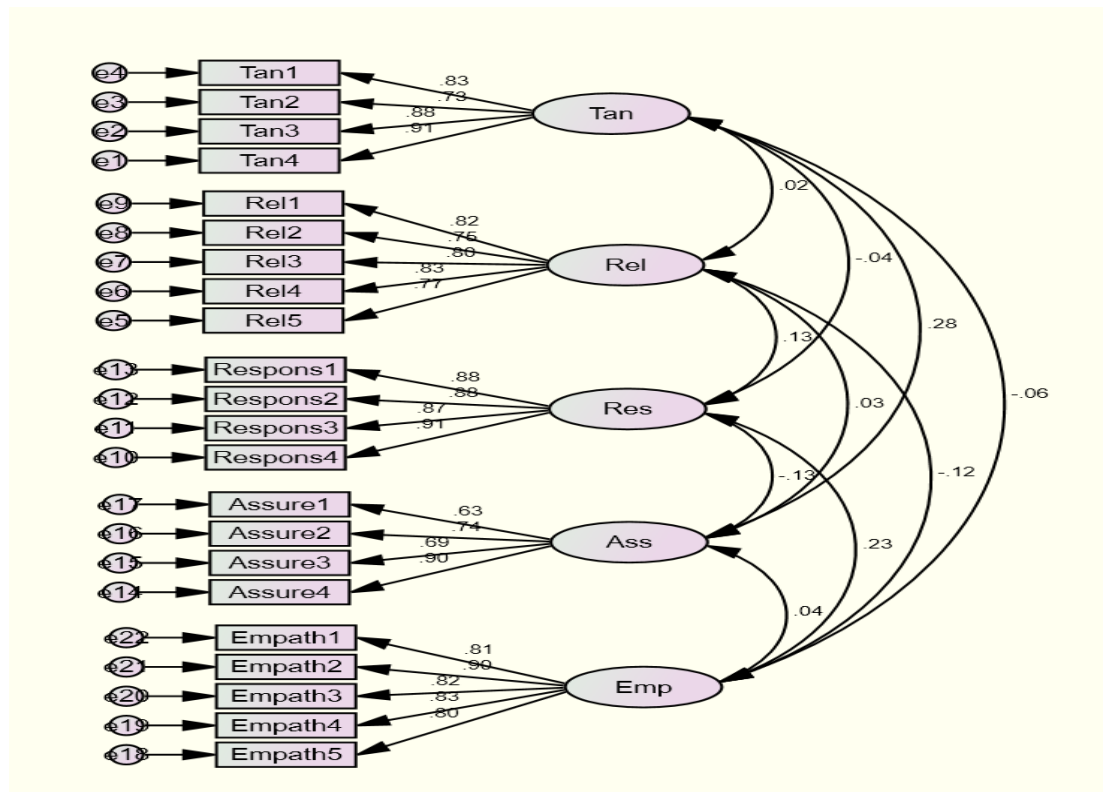 e4 Tan1 .83
e3 Tan2 .73
e2 Tan3 .88
e1 Tan4 .91
Tan
.02
e9 Rel1 .82
e8 Rel2 .75
e7 Rel3 .80
e6 Rel4 .83
e5 Rel5 .77
Rel
-.04
.28
.13
-.06
e13 Respons1 .88
e12 Respons2 .88
e11 Respons3 .87
e10 Respons4 .91
Res
.03
-.12
-.13
e17 Assure1 .63
e16 Assure2 .74
e15 Assure3 .69
e14 Assure4 .90
Ass
.23
.04
e22 Empath1 .81
e21 Empath2 .90
e20 Empath3 .82
e19 Empath4 .83
e18 Empath5 .80
Emp